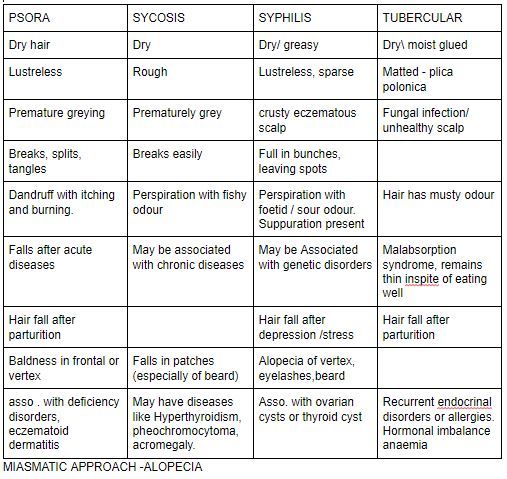 PSORA SYCOSIS SYPHILIS TUBERCULAR
Dry hair Dry Dry/ greasy Dry\ moist glued
Lustreless Rough Lustreless, sparse Matted - plica
polonica
Premature greying Prematurely grey crusty eczematous Fungal infection/
scalp unhealthy scalp
Breaks, splits, Breaks easily Full in bunches,
tangles leaving spots
Dandruff with itching Perspiration with fishy Perspiration with Hair has musty odour
and burning. odour foetid / sour odour.
Suppuration present
Falls after acute May be associated May be Associated Malabsorption
diseases with chronic diseases with genetic disorders syndrome, remains
thin inspite of eating
well
Hair fall after Hair fall after Hair fall after
parturition depression /stress parturition
Baldness in frontal or Falls in patches Alopecia of vertex,
vertex (especially of beard) eyelashes,beard
asso . with deficiency May have diseases Asso. with ovarian Recurrent endocrinal
disorders, like Hyperthyroidism, cysts or thyroid cyst disorders or allergies.
eczematoid pheochromocytoma, Hormonal imbalance
dermatitis acromegaly. anaemia
MIASMATIC APPROACH -ALOPECIA